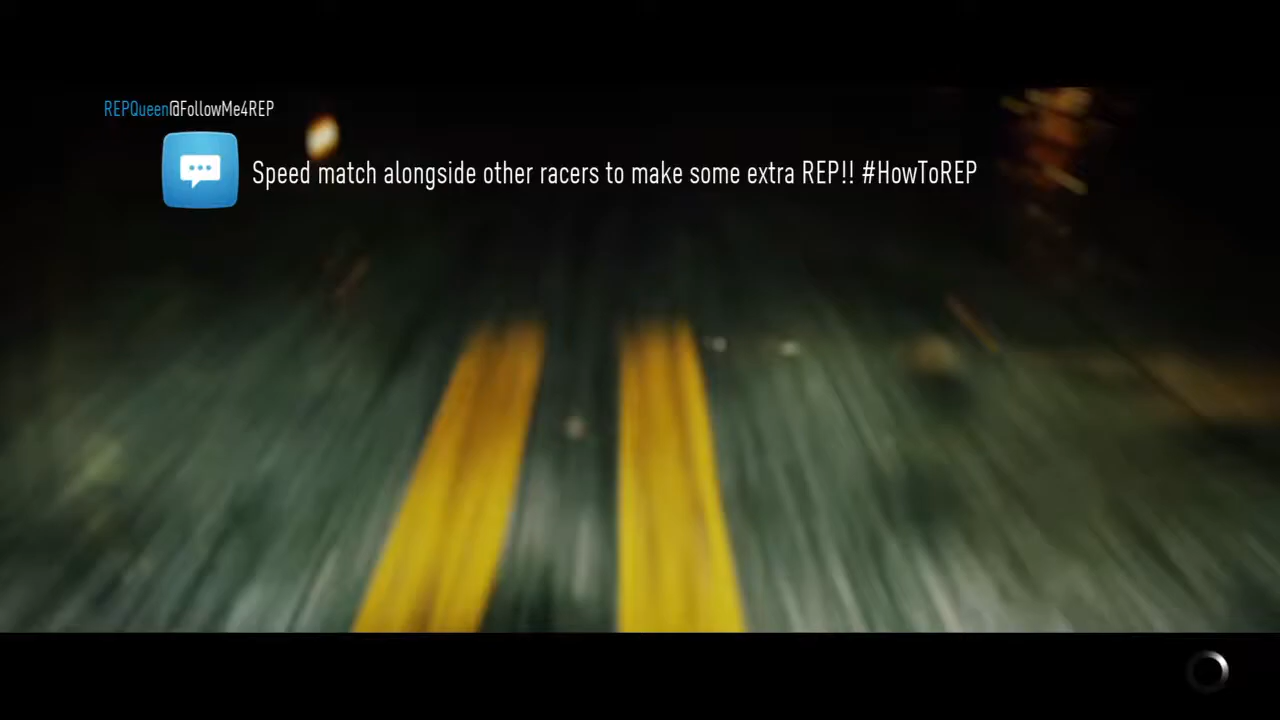 REPQueen@FollowMe4REP
Speed match alongside other racers to make some extra REP!! #HowToREP